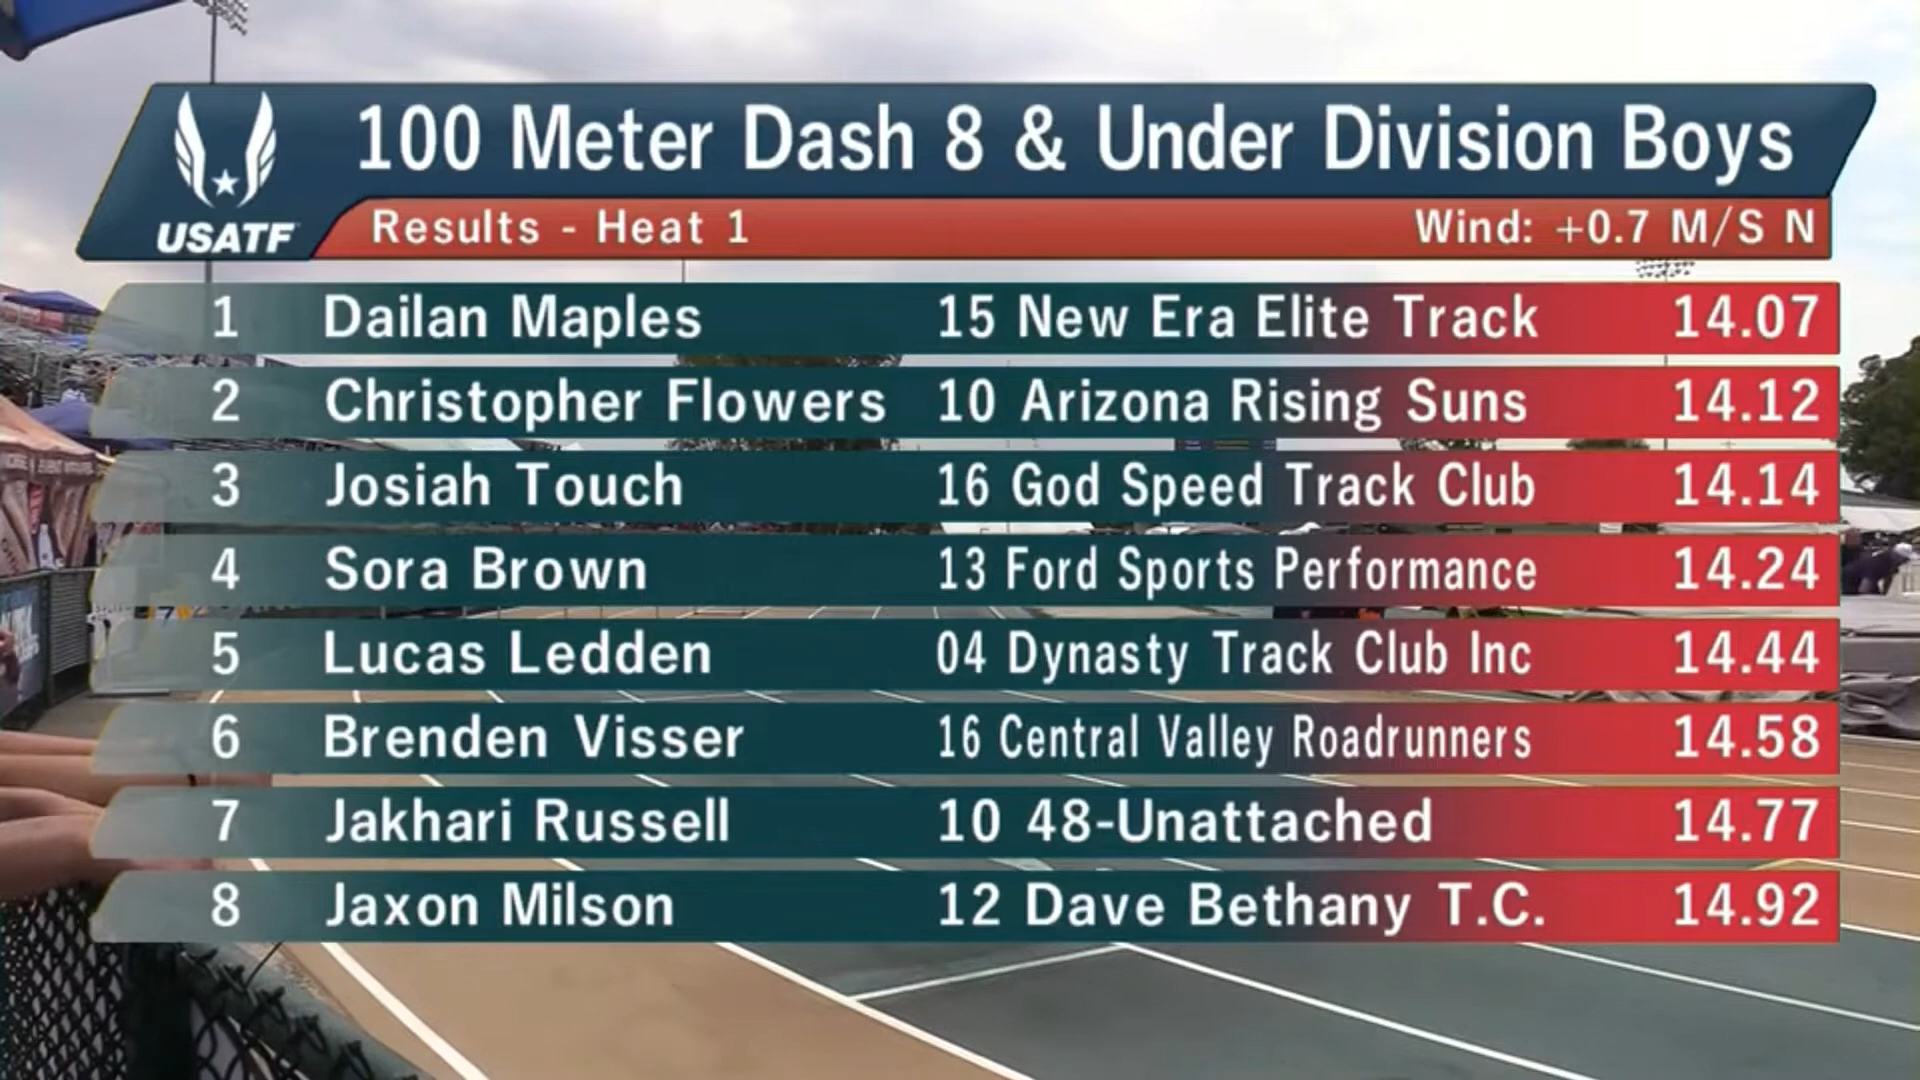 100 Meter Dash 8 & Under Division Boys
USATF
Results - Heat 1 Wind: +0.7 M/S N
1 Dailan Maples 15 New Era Elite Track 14.07
2 Christopher Flowers 10 Arizona Rising Suns 14.12
3 Josiah Touch 16 God Speed Track Club 14.14
4 Sora Brown 13 Ford Sports Performance 14.24
5 Lucas Ledden 04 Dynasty Track Club Inc 14.44
6 Brenden Visser 16 Central Valley Roadrunners 14.58
7 Jakhari Russell 10 48-Unattached 14.77
8 Jaxon Milson 12 Dave Bethany T.C. 14.92